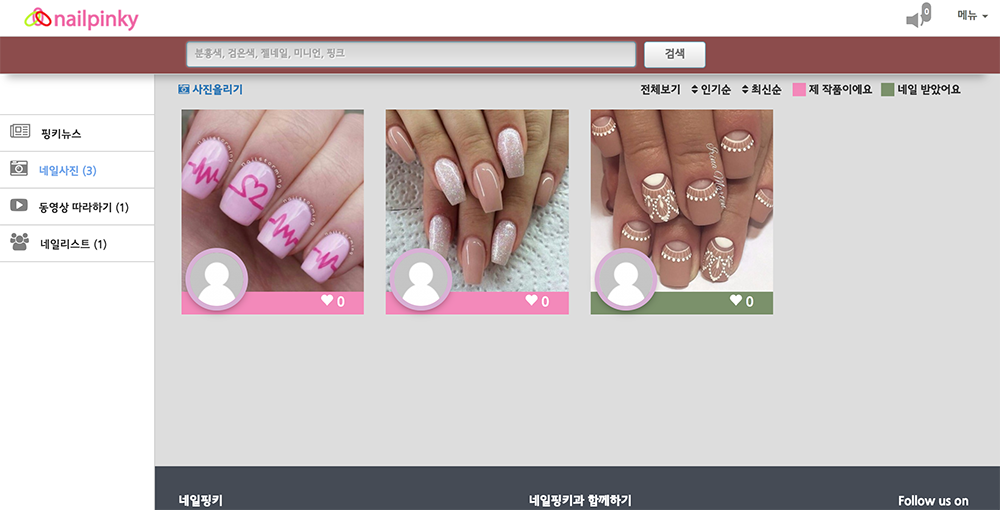 nailpinky
0
메뉴
분홍색, 검은색, 젤네일, 미니언, 핑크
검색
사진올리기
전체보기
인기순
최신순
제 작품이에요
네일 받았어요
핑키뉴스
네일사진 (3)
동영상 따라하기 (1)
네일리스트 (1)
0
0
0
네일핑키
네일핑키과 함께하기
Follow us on